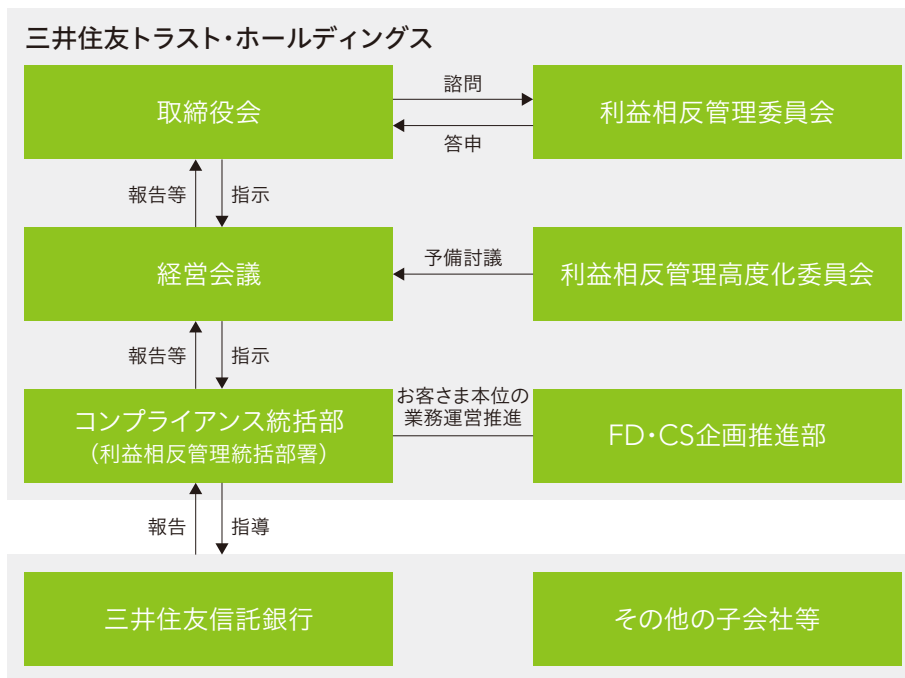 三井住友トラスト・ホールディングス
取締役会
諮問
答申
利益相反管理委員会
報告等
指示
経営会議
予備討議
利益相反管理高度化委員会
報告等
指示
コンプライアンス統括部
（利益相反管理統括部署）
お客さま本位の
業務運営推進
FD・CS企画推進部
報告
指導
三井住友信託銀行
その他の子会社等